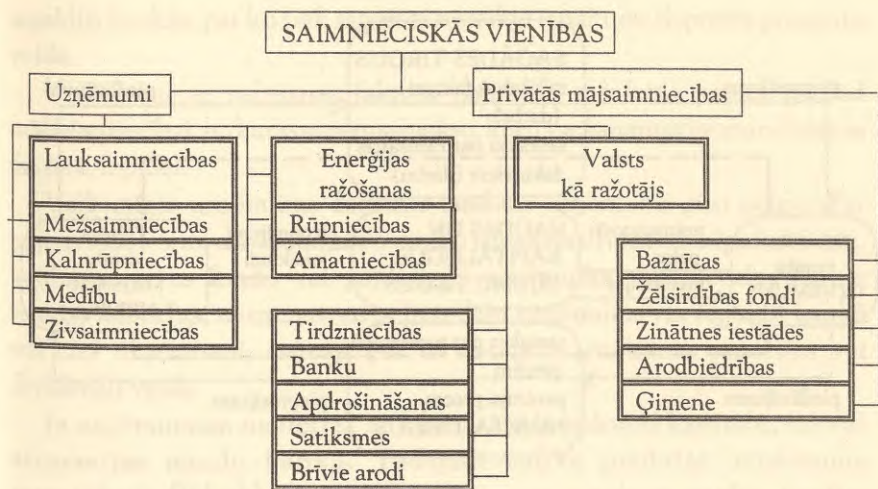 SAIMNIECISKĀS VIENĪBAS
Uzņēmumi
Privātās mājsaimniecības
Lauksaimniecības
Mežsaimniecības
Kalnrūpniecības
Medību
Zivsaimniecības
Enerģijas
ražošanas
Rūpniecības
Amatniecības
Valsts
kā ražotājs
Tirdzniecības
Banku
Apdrošināšanas
Satiksmes
Brīvie arodi
Baznīcas
Žēlsirdības fondi
Zinātnes iestādes
Arodbiedrības
Ģimene